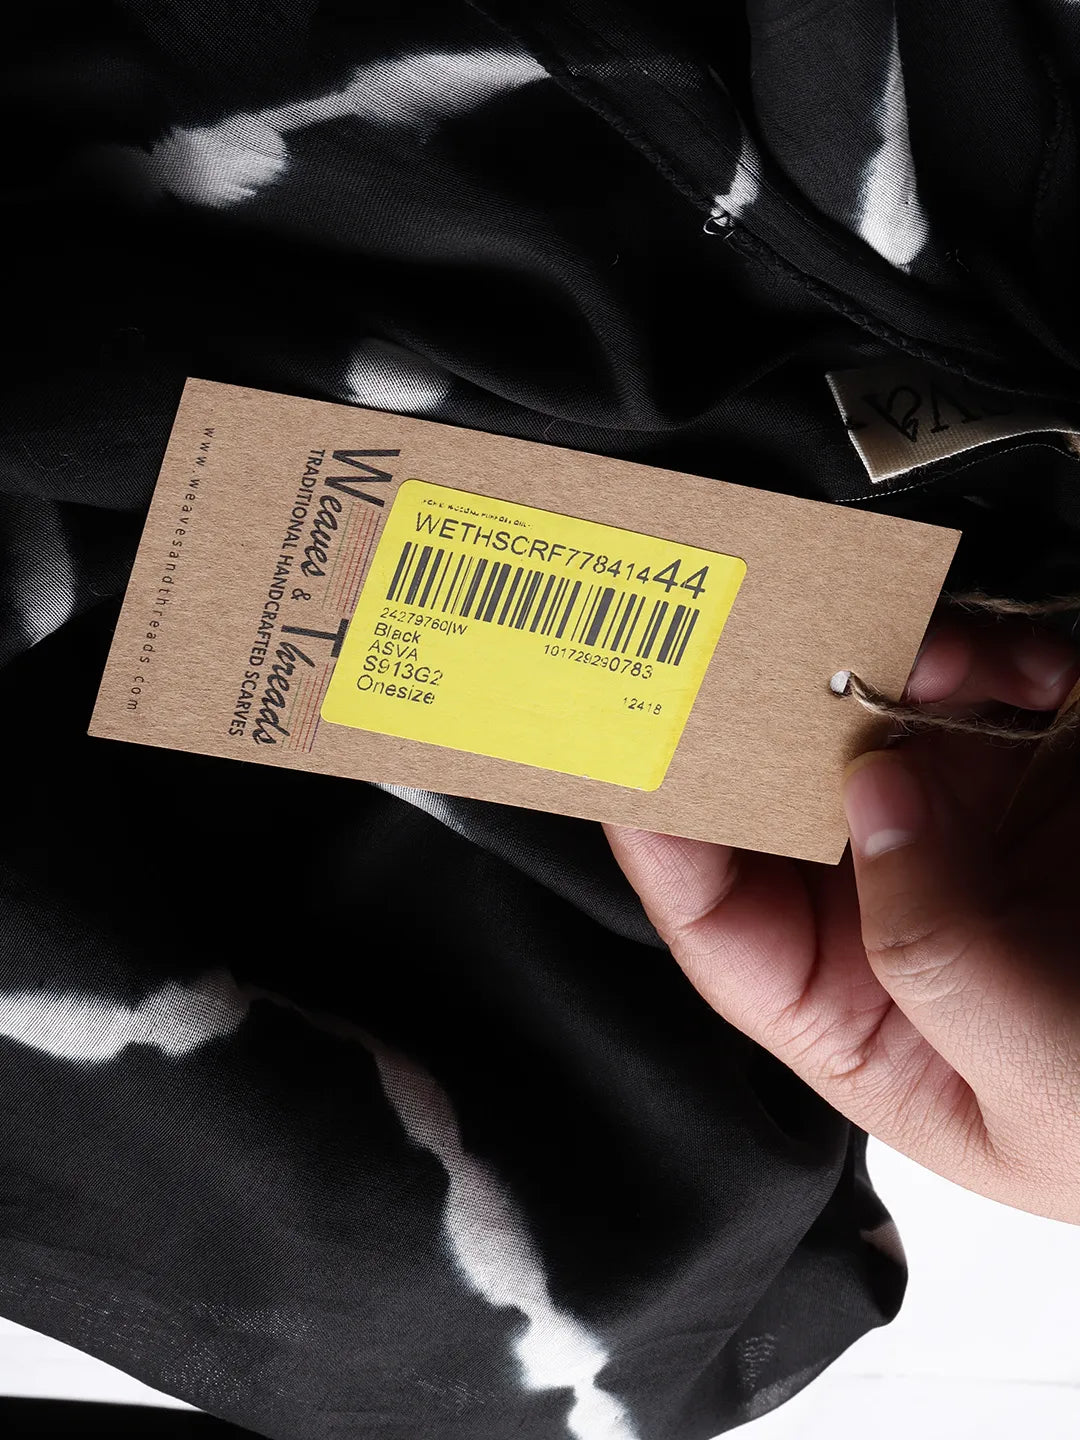 www.weavesandthreads.com
Weaves & Threads
TRADITIONAL HANDCRAFTED SCARVES
WETHSCRF77841444
24279760|W
101729290783
Black
ASVA
S913G2
Onesize
12418